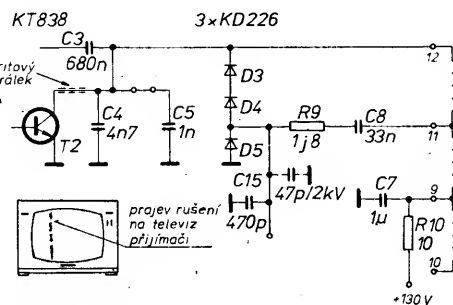 KT838
3×KD226
C3
680n
12
ritový
rálek
D3
D4
D5
C4
4n7
C5
1n
T2
R9
1j8
C8
33n
11
C15
470p
47p/2kV
C7
1µ
9
R10
10
10
+130V
projev rušení
na televiz
přijímači